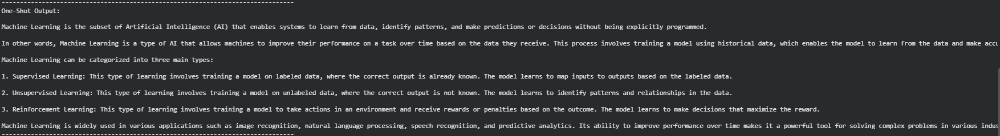 --------------------------------------------------------------------------------
One-Shot Output:
Machine Learning is the subset of Artificial Intelligence (AI) that enables systems to learn from data, identify patterns, and make predictions or decisions without being explicitly programmed.
In other words, Machine Learning is a type of AI that allows machines to improve their performance on a task over time based on the data they receive. This process involves training a model using historical data, which enables the model to learn from the data and make
Machine Learning can be categorized into three main types:
1. Supervised Learning: This type of learning involves training a model on labeled data, where the correct output is already known. The model learns to map inputs to outputs based on the labeled data.
2. Unsupervised Learning: This type of learning involves training a model on unlabeled data, where the correct output is not known. The model learns to identify patterns and relationships in the data.
3. Reinforcement Learning: This type of learning involves training a model to take actions in an environment and receive rewards or penalties based on the outcome. The model learns to make decisions that maximize the reward.
Machine Learning is widely used in various applications such as image recognition, natural language processing, speech recognition, and predictive analytics. Its ability to improve performance over time makes it a powerful tool for solving complex problems in various
--------------------------------------------------------------------------------